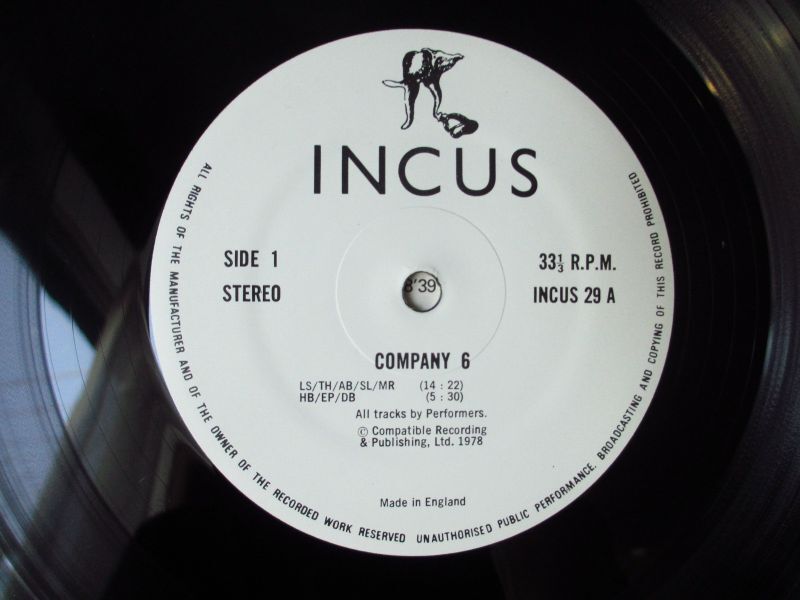 INCUS
SIDE 1
STEREO
33⅓ R.P.M.
INCUS 29 A
8'39
COMPANY 6
LS/TH/AB/SL/MR (14 : 22)
HB/EP/DB (5 : 30)
All tracks by Performers.
© Compatible Recording
& Publishing, Ltd. 1978
Made in England
ALL RIGHTS OF THE MANUFACTURER AND OF THE OWNER OF THE RECORDED WORK RESERVED UNAUTHORISED PUBLIC PERFORMANCE, BROADCASTING AND COPYING OF THIS RECORD PROHIBITED